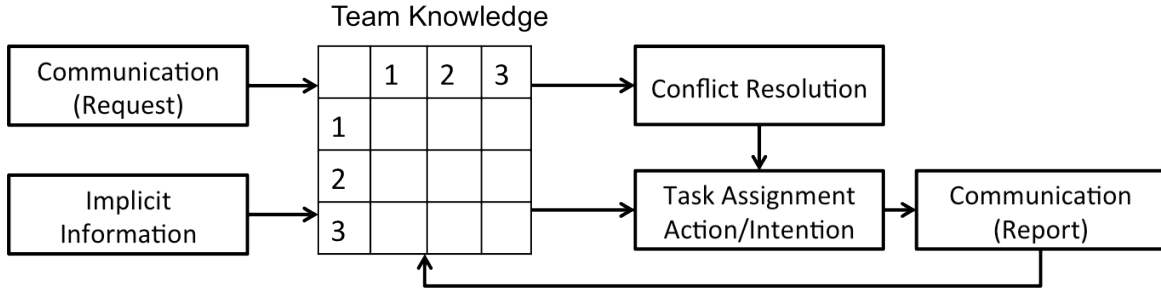 Team Knowledge
Communication
(Request)
1 2 3
1
2
3
Implicit
Information
Conflict Resolution
Task Assignment
Action/Intention
Communication
(Report)